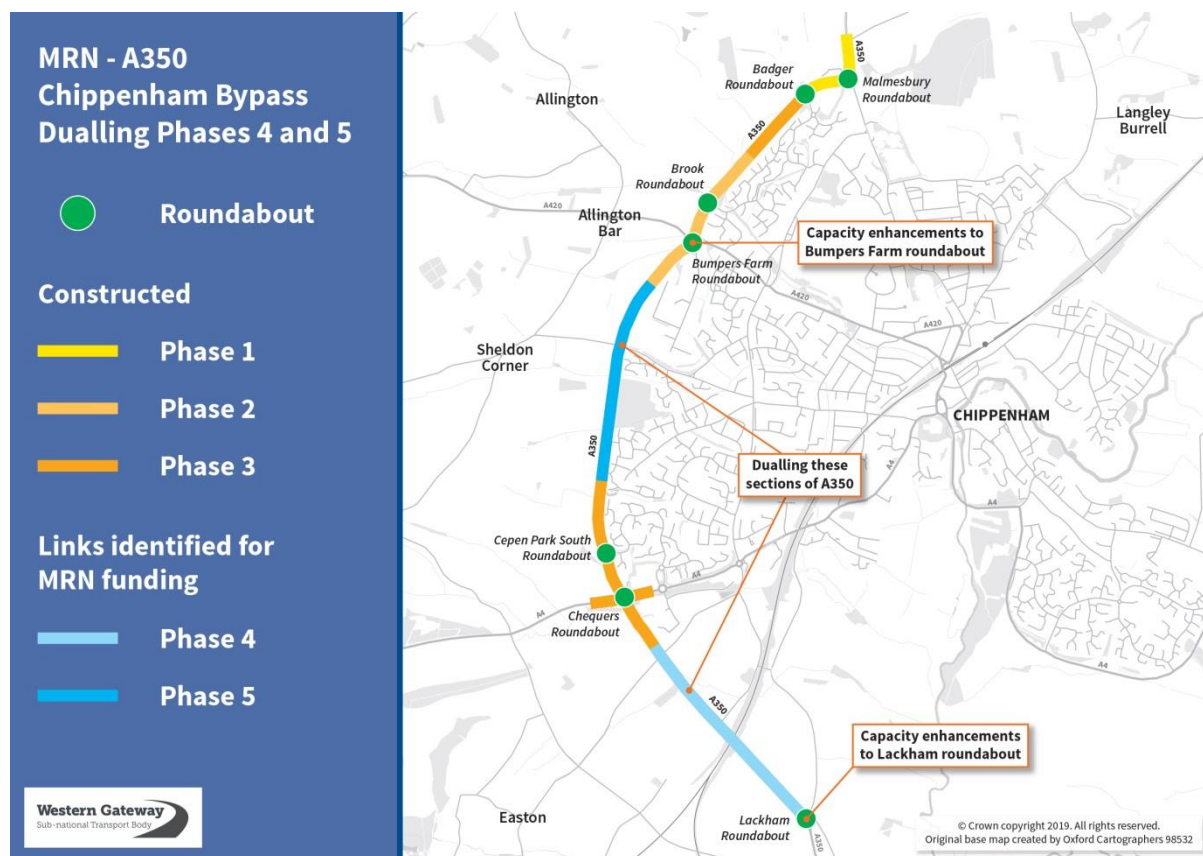 MRN - A350
Chippenham Bypass
Dualling Phases 4 and 5
Roundabout
Constructed
Phase 1
Phase 2
Phase 3
Links identified for
MRN funding
Phase 4
Phase 5
Western Gateway
Sub-national Transport Body
A350
Badger
Roundabout
Malmesbury
Roundabout
Allington
Langley
Burrell
A350
Brook
Roundabout
A420
Allington
Bar
Capacity enhancements to
Bumpers Farm roundabout
Bumpers Farm
Roundabout
A420
A420
Sheldon
Corner
CHIPPENHAM
A350
Dualling these
sections of A350
A4
A4
Cepen Park South
Roundabout
A4
A4
Chequers
Roundabout
A4
A350
Capacity enhancements
to Lackham roundabout
Easton
Lackham
Roundabout
A350
© Crown copyright 2019. All rights reserved.
Original base map created by Oxford Cartographers 98532